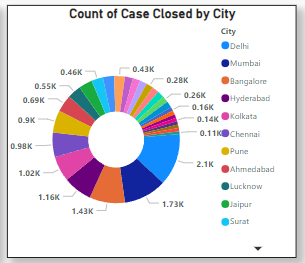 Count of Case Closed by City
City
Delhi
Mumbai
Bangalore
Hyderabad
Kolkata
Chennai
Pune
Ahmedabad
Lucknow
Jaipur
Surat
0.43K
0.28K
0.26K
0.16K
0.14K
0.11K
2.1K
1.73K
1.43K
1.16K
1.02K
0.98K
0.9K
0.69K
0.55K
0.46K